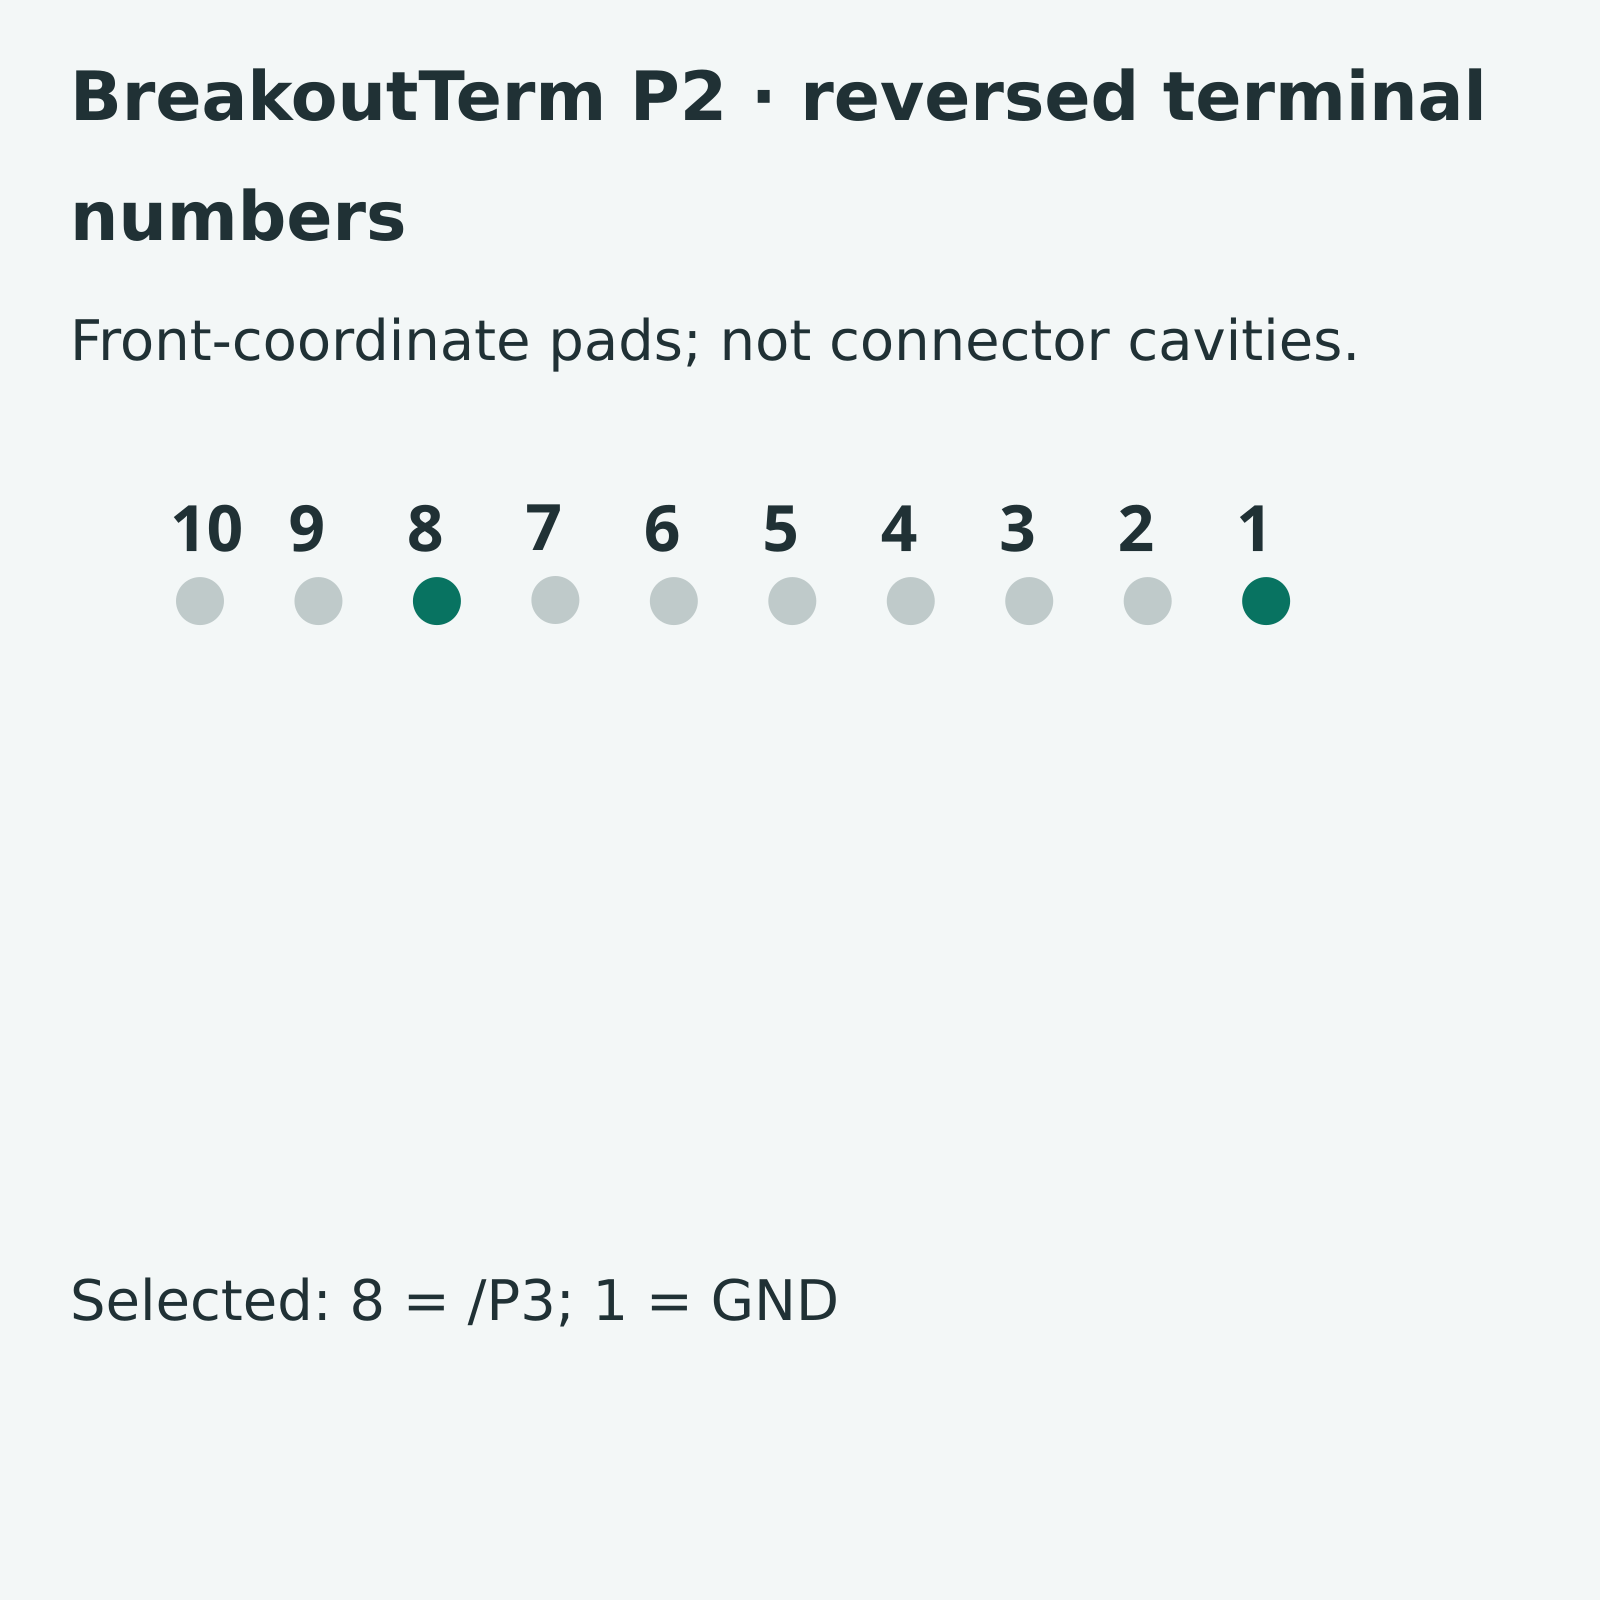 BreakoutTerm P2 · reversed terminal
numbers
Front-coordinate pads; not connector cavities.
10 9 8 7 6 5 4 3 2 1
Selected: 8 = /P3; 1 = GND